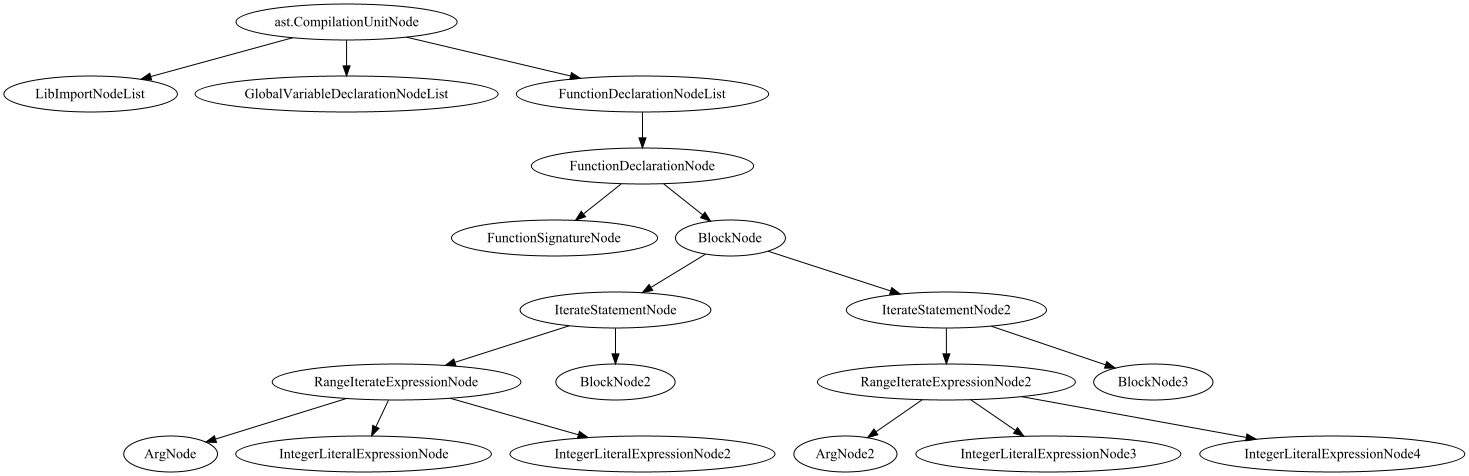 ast.CompilationUnitNode
LibImportNodeList
GlobalVariableDeclarationNodeList
FunctionDeclarationNodeList
FunctionDeclarationNode
FunctionSignatureNode
BlockNode
IterateStatementNode
IterateStatementNode2
RangeIterateExpressionNode
BlockNode2
RangeIterateExpressionNode2
BlockNode3
ArgNode
IntegerLiteralExpressionNode
IntegerLiteralExpressionNode2
ArgNode2
IntegerLiteralExpressionNode3
IntegerLiteralExpressionNode4